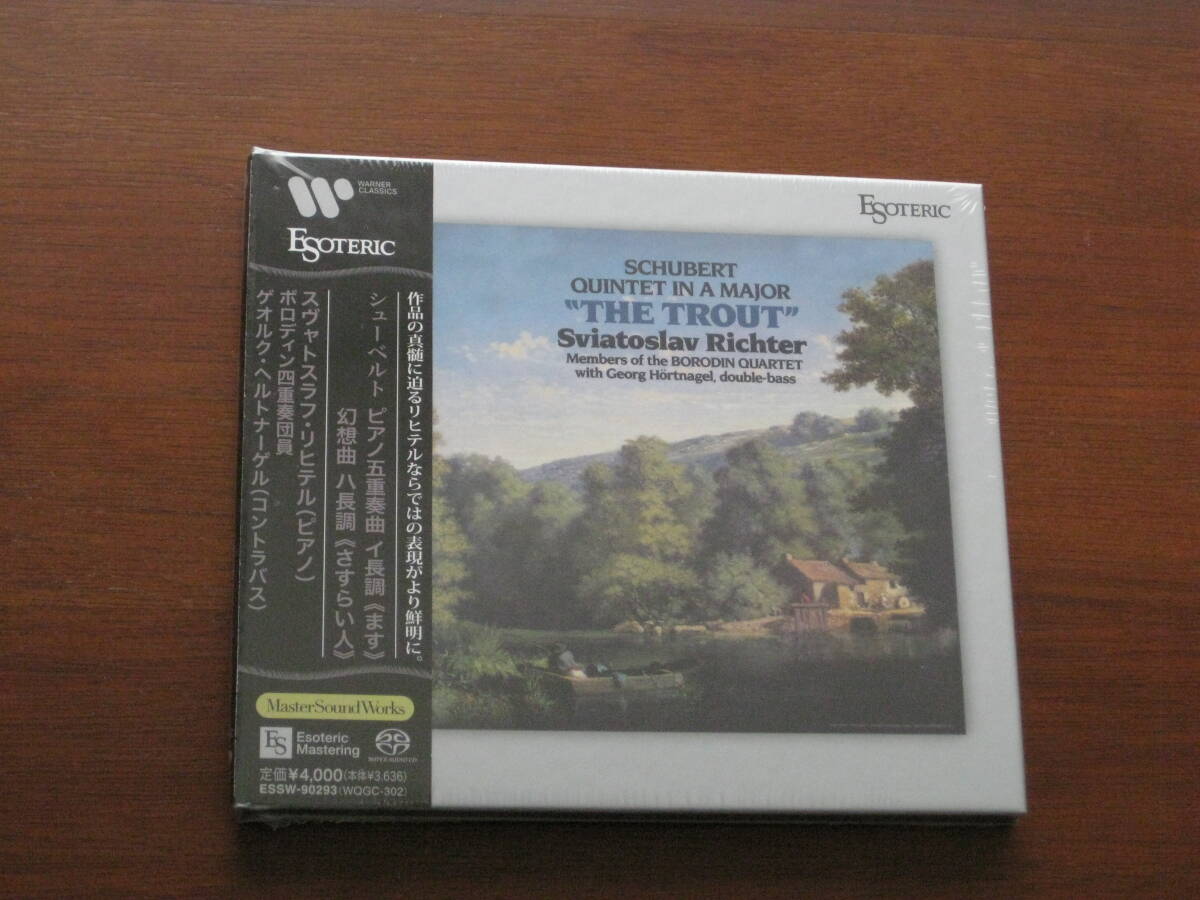 WARNER
CLASSICS
ESOTERIC
作品の真髄に迫るリヒテルならではの表現がより鮮明に。
シューベルト ピアノ五重奏曲 イ長調《ます》
幻想曲 ハ長調《さすらい人》
スヴャトスラフ・リヒテル(ピアノ)
ボロディン四重奏団員
ゲオルク・ヘルトナーゲル(コントラバス)
MasterSoundWorks
ES
Esoteric
Mastering
SUPER AUDIO CD
定価¥4,000(本体¥3,636)
ESSW-90293(WQGC-302)
ESOTERIC
SCHUBERT
QUINTET IN A MAJOR
"THE TROUT"
Sviatoslav Richter
Members of the BORODIN QUARTET
with Georg Hörtnagel, double-bass